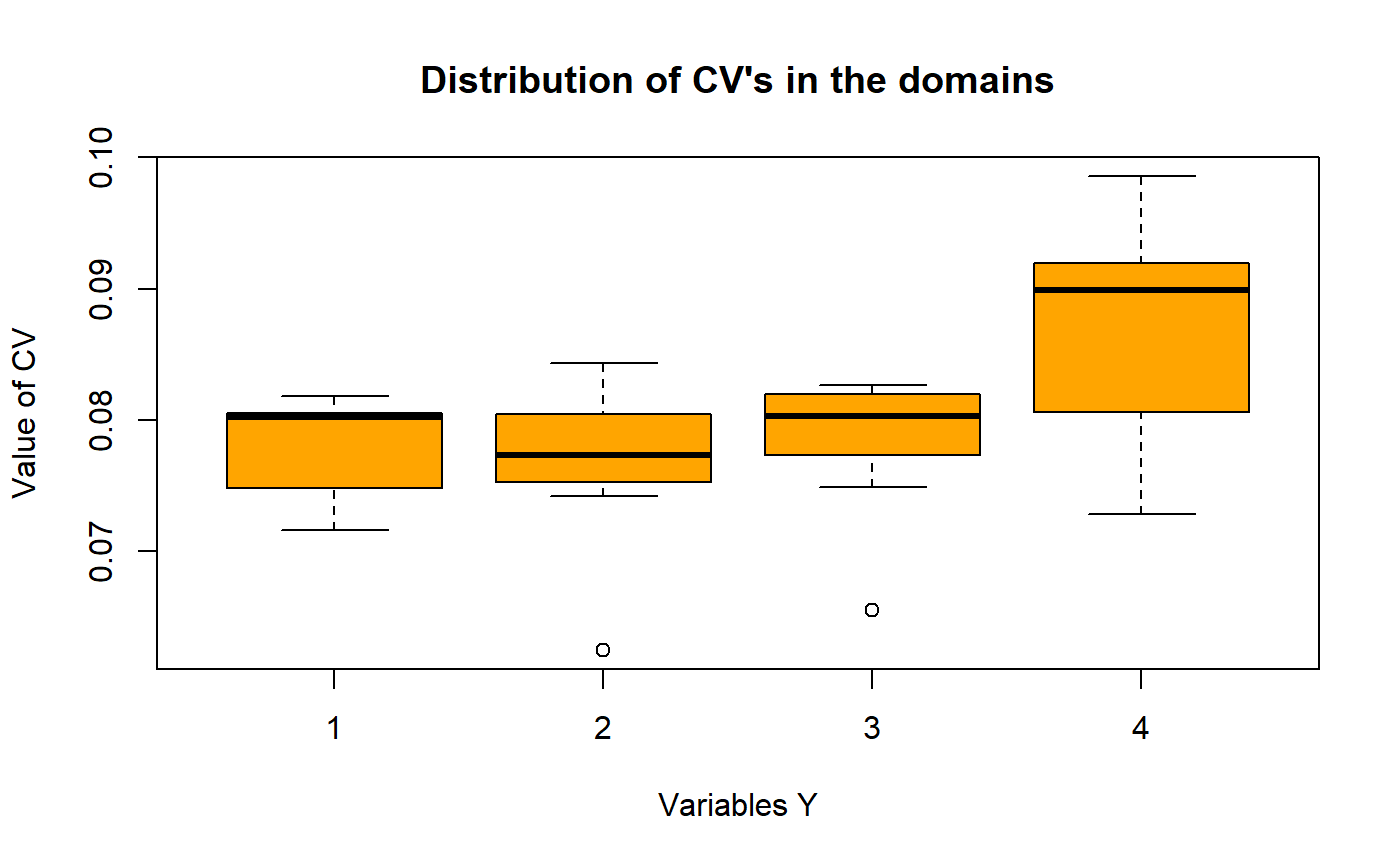 Distribution of CV's in the domains
Value of CV
0.10
0.09
0.08
0.07
1 2 3 4
Variables Y